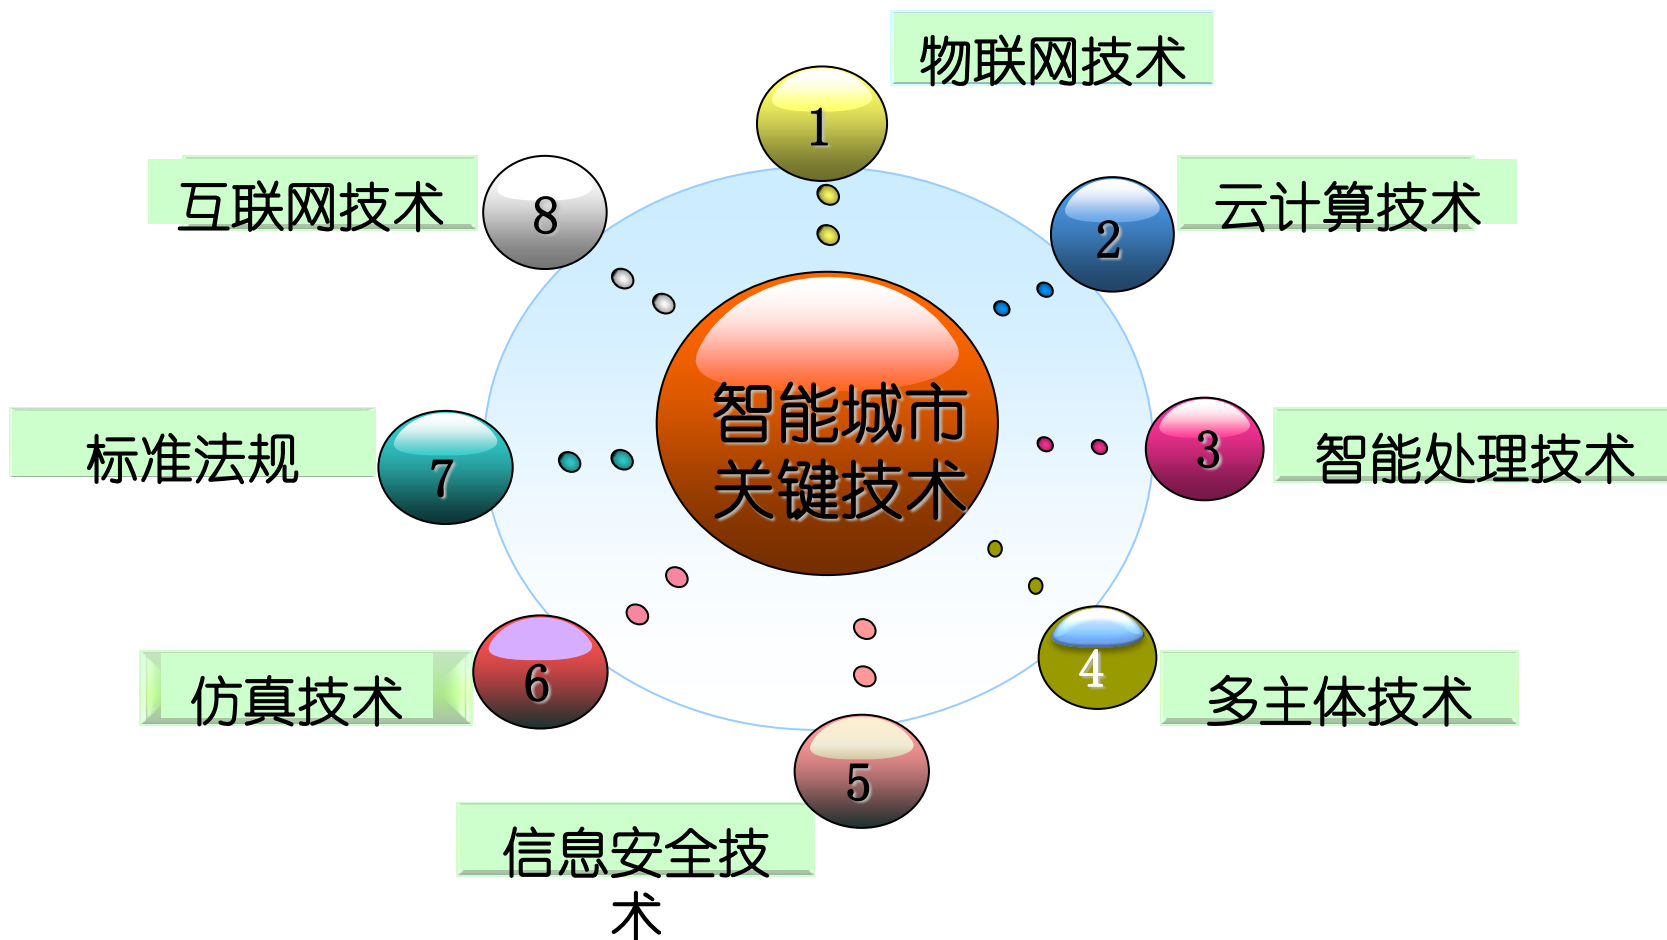 智能城市
关键技术
1
物联网技术
2
云计算技术
3
智能处理技术
4
多主体技术
5
信息安全技
术
6
仿真技术
7
标准法规
8
互联网技术